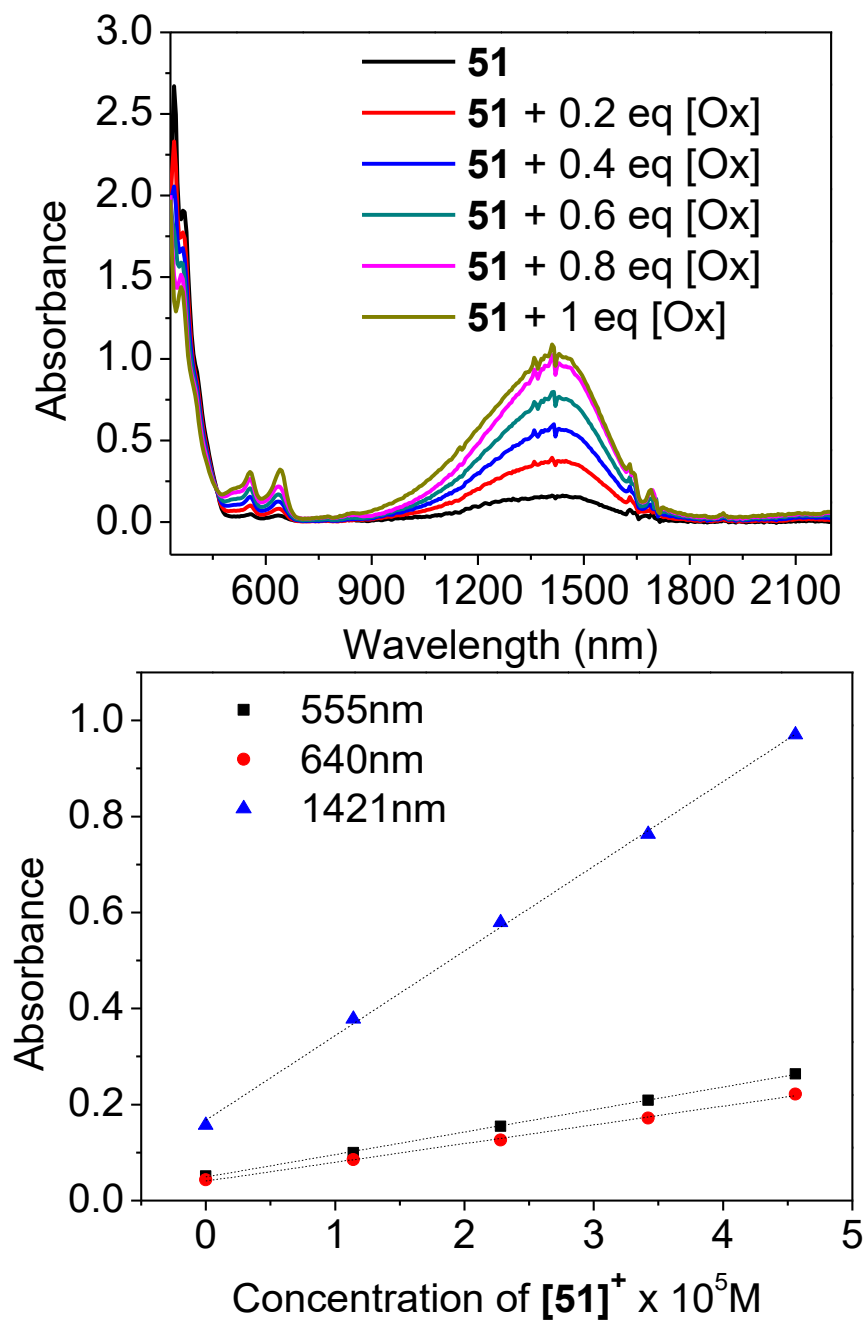 3.0
2.5
2.0
1.5
1.0
0.5
0.0
Absorbance
51
51 + 0.2 eq [Ox]
51 + 0.4 eq [Ox]
51 + 0.6 eq [Ox]
51 + 0.8 eq [Ox]
51 + 1 eq [Ox]
600 900 1200 1500 1800 2100
Wavelength (nm)
1.0
0.8
0.6
0.4
0.2
0.0
Absorbance
555nm
640nm
1421nm
0 1 2 3 4 5
Concentration of [51]⁺ x 10⁵M